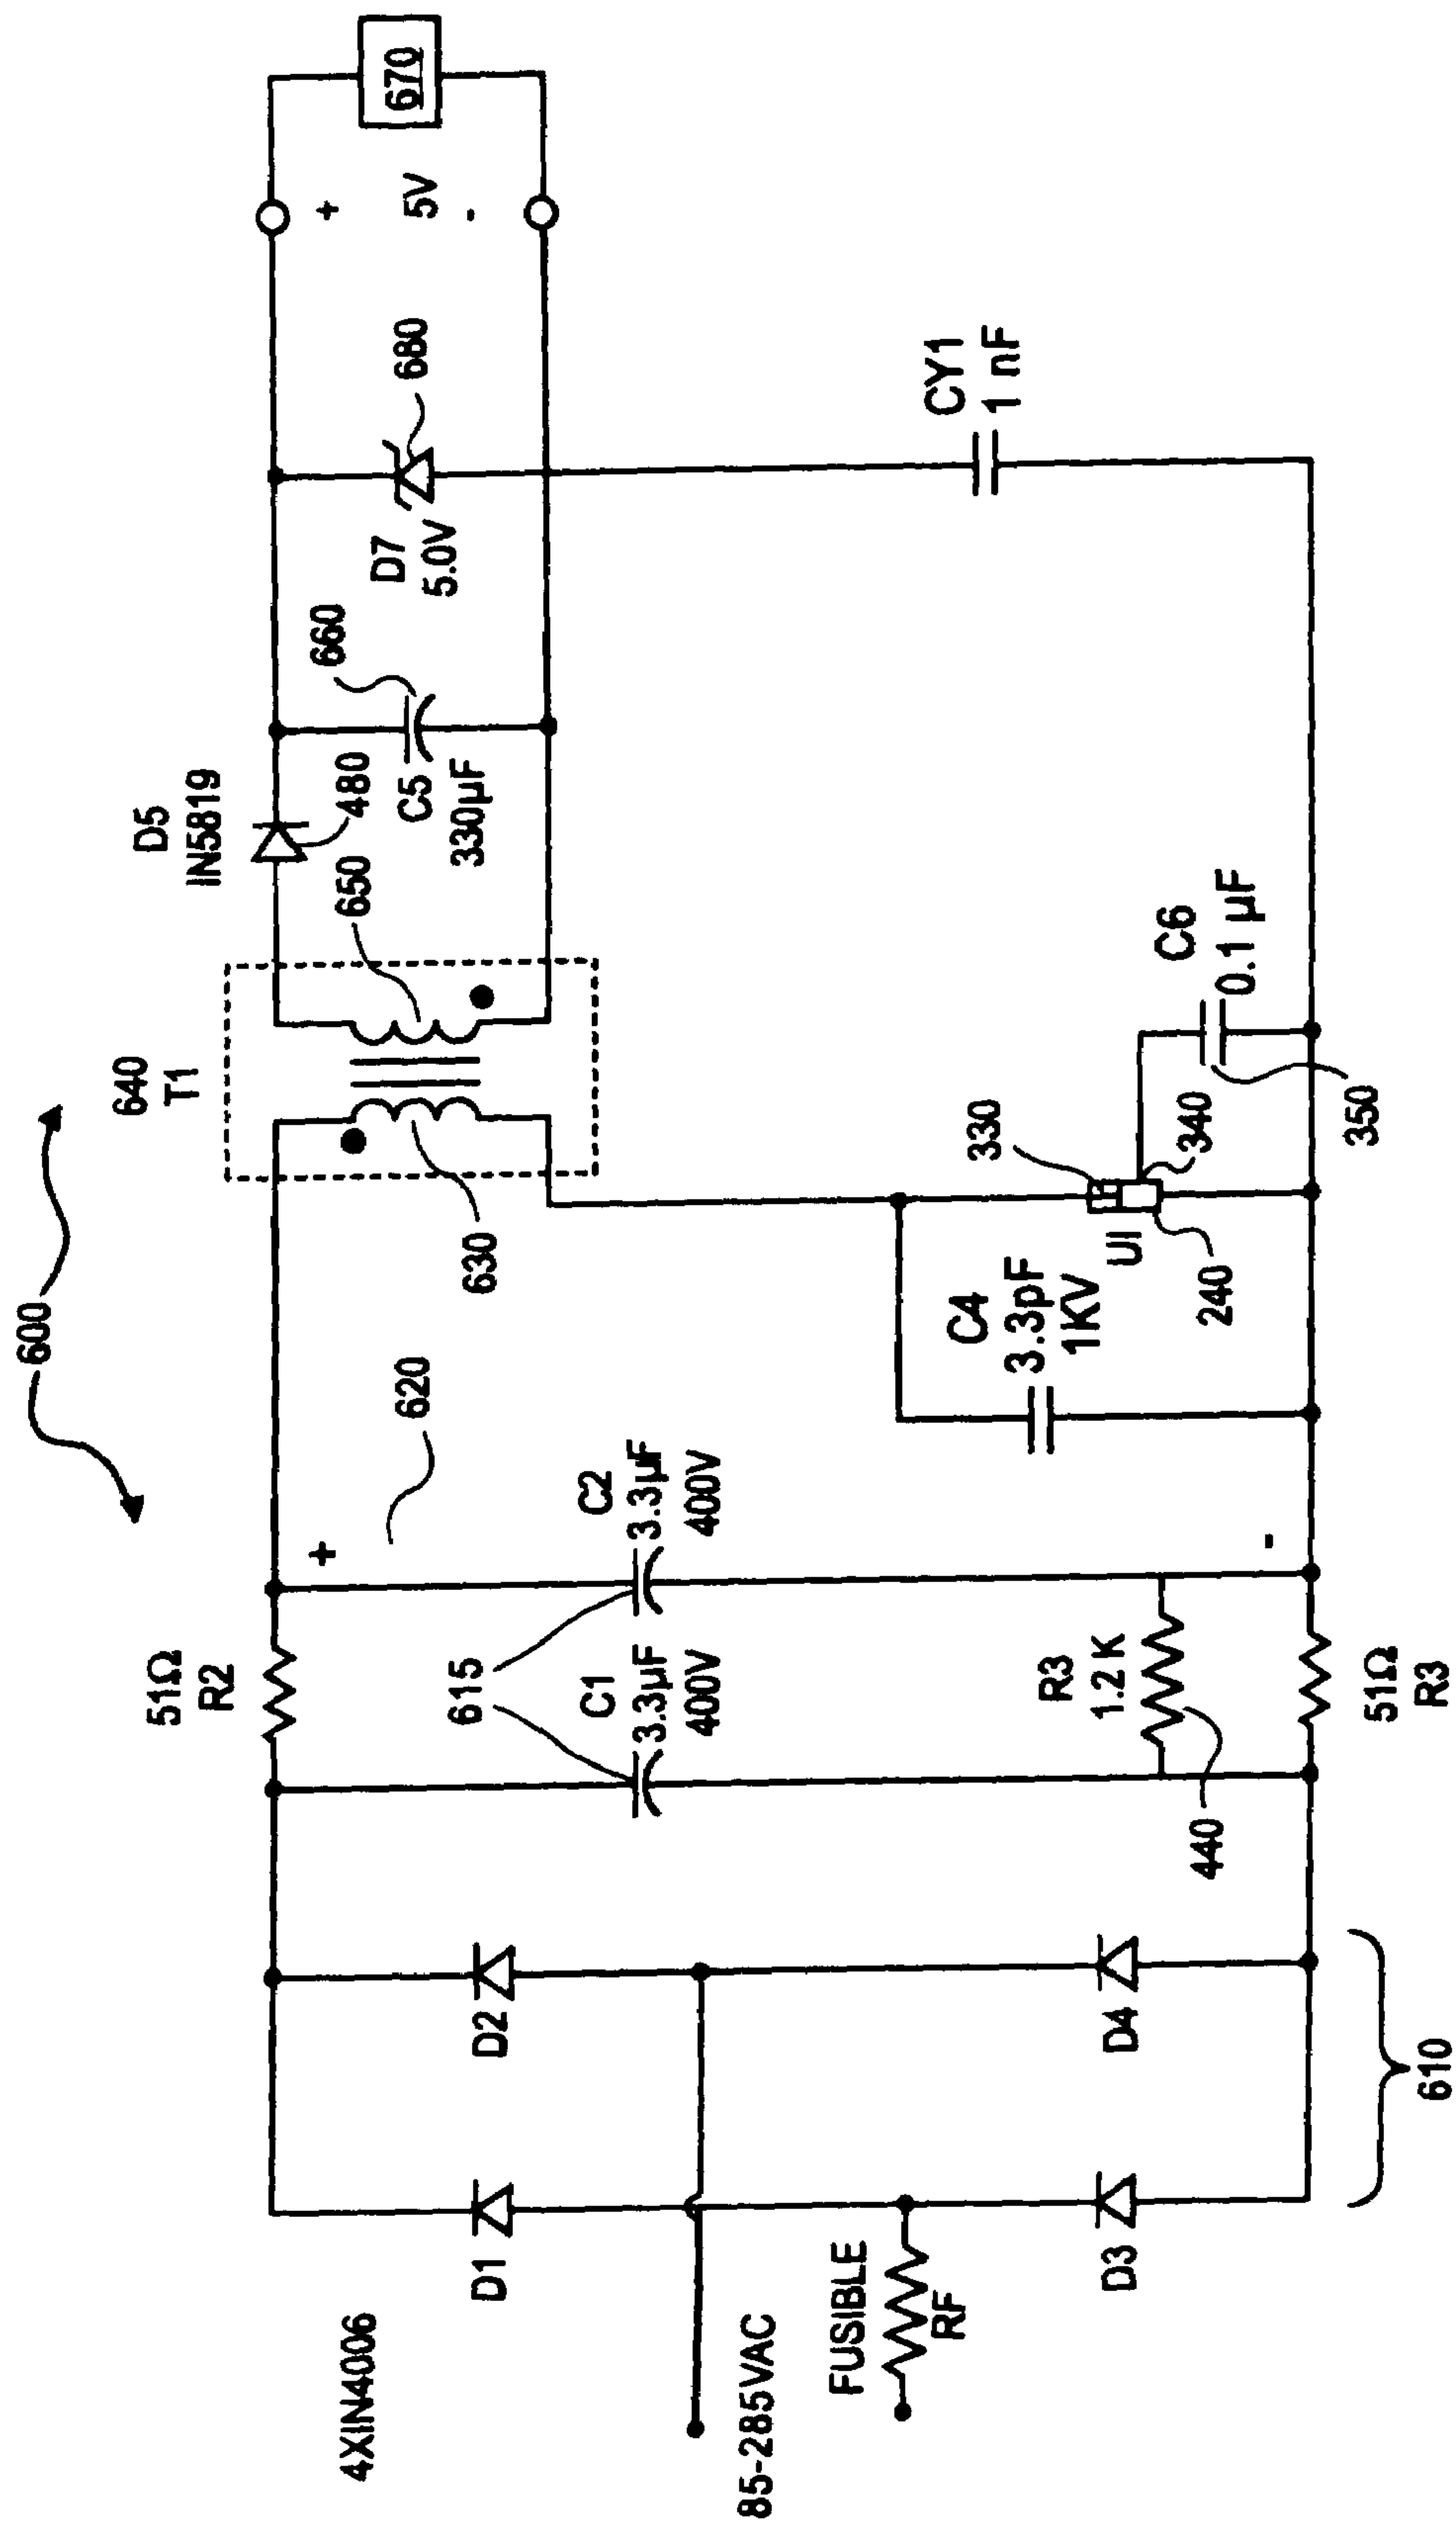 600
640
T1
D5
IN5819
650
480
660
C5
330µF
D7
5.0V
680
+
5V
-
670
51Ω
R2
+
620
630
615
C1
3.3µF
400V
C2
3.3µF
400V
C4
3.3pF
1KV
330
340
UI
240
C6
0.1 µF
350
CY1
1 nF
R3
1.2 K
440
-
51Ω
R3
4XIN4006
D1
D2
D3
D4
85-285VAC
FUSIBLE
RF
610